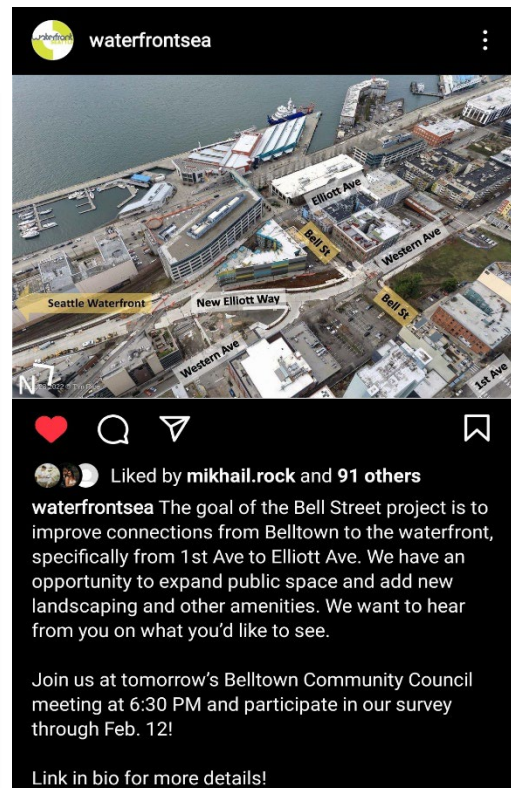 waterfront
SEATTLE
waterfrontsea
Elliott Ave
Bell St
Western Ave
Seattle Waterfront
New Elliott Way
Bell St
Western Ave
1st Ave
N
2022
Liked by mikhail.rock and 91 others
waterfrontsea The goal of the Bell Street project is to
improve connections from Belltown to the waterfront,
specifically from 1st Ave to Elliott Ave. We have an
opportunity to expand public space and add new
landscaping and other amenities. We want to hear
from you on what you’d like to see.
Join us at tomorrow’s Belltown Community Council
meeting at 6:30 PM and participate in our survey
through Feb. 12!
Link in bio for more details!